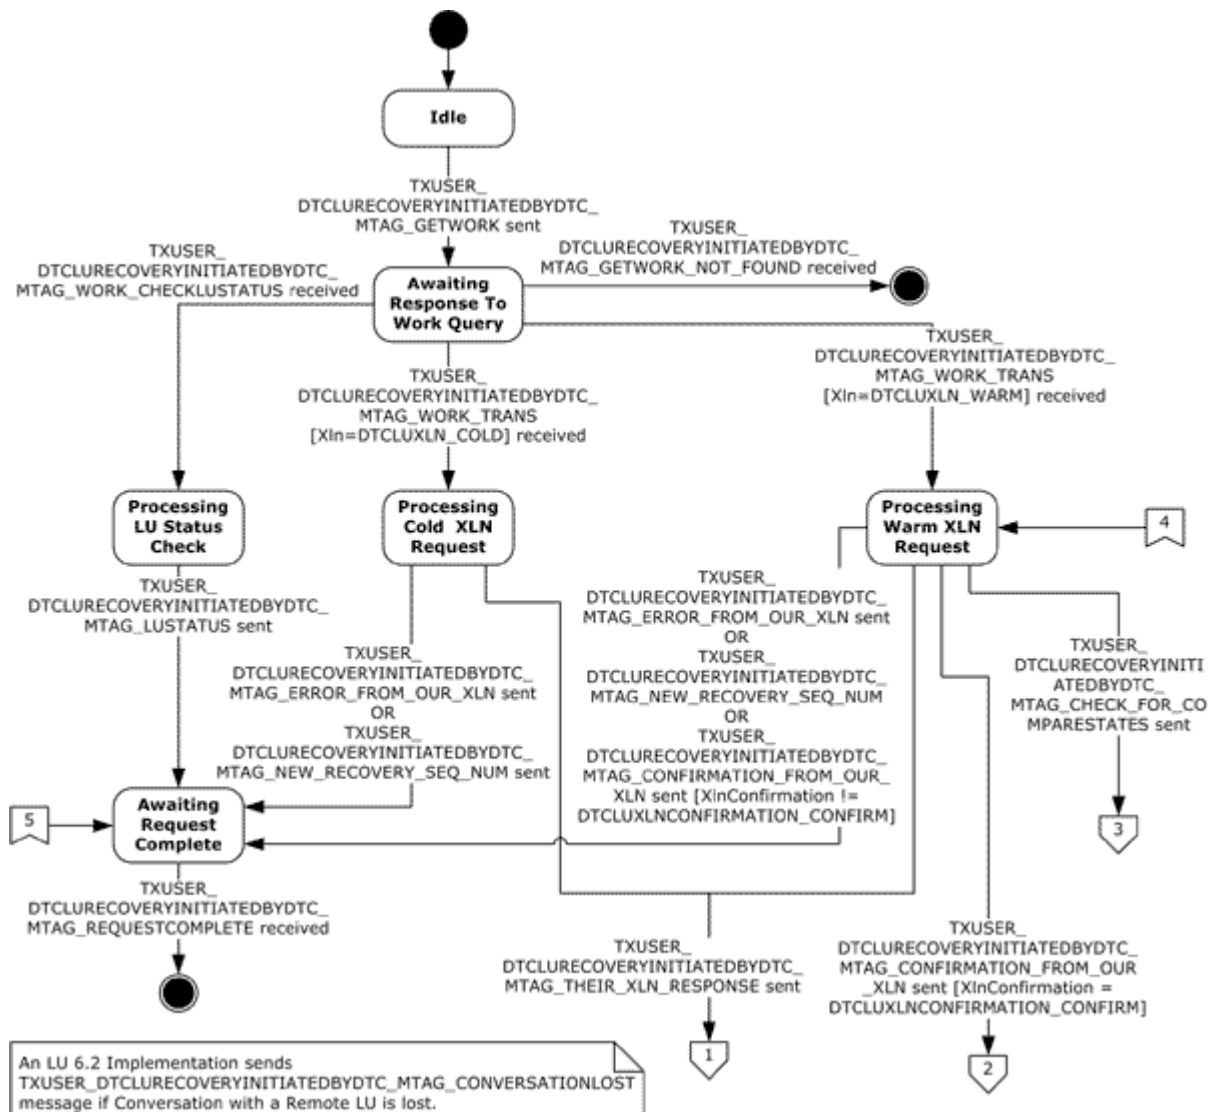 Idle
TXUSER_
DTCLURECOVERYINITIATEDBYDTC_
MTAG_GETWORK sent
TXUSER_
DTCLURECOVERYINITIATEDBYDTC_
MTAG_GETWORK_NOT_FOUND received
TXUSER_
DTCLURECOVERYINITIATEDBYDTC_
MTAG_WORK_CHECKLUSTATUS received
Awaiting
Response To
Work Query
TXUSER_
DTCLURECOVERYINITIATEDBYDTC_
MTAG_WORK_TRANS
[Xln=DTCLUXLN_COLD] received
TXUSER_
DTCLURECOVERYINITIATEDBYDTC_
MTAG_WORK_TRANS
[Xln=DTCLUXLN_WARM] received
Processing
LU Status
Check
Processing
Cold XLN
Request
Processing
Warm XLN
Request
4
TXUSER_
DTCLURECOVERYINITIATEDBYDTC_
MTAG_LUSTATUS sent
TXUSER_
DTCLURECOVERYINITIATEDBYDTC_
MTAG_ERROR_FROM_OUR_XLN sent
OR
TXUSER_
DTCLURECOVERYINITIATEDBYDTC_
MTAG_NEW_RECOVERY_SEQ_NUM sent
TXUSER_
DTCLURECOVERYINITIATEDBYDTC_
MTAG_ERROR_FROM_OUR_XLN sent
OR
TXUSER_
DTCLURECOVERYINITIATEDBYDTC_
MTAG_NEW_RECOVERY_SEQ_NUM
OR
TXUSER_
DTCLURECOVERYINITIATEDBYDTC_
MTAG_CONFIRMATION_FROM_OUR_
XLN sent [XlnConfirmation !=
DTCLUXLNCONFIRMATION_CONFIRM]
TXUSER_
DTCLURECOVERYINITI
ATEDBYDTC_
MTAG_CHECK_FOR_CO
MPARESTATES sent
5
Awaiting
Request
Complete
3
TXUSER_
DTCLURECOVERYINITIATEDBYDTC_
MTAG_REQUESTCOMPLETE received
TXUSER_
DTCLURECOVERYINITIATEDBYDTC_
MTAG_THEIR_XLN_RESPONSE sent
TXUSER_
DTCLURECOVERYINITIATEDBYDTC_
MTAG_CONFIRMATION_FROM_OUR
_XLN sent [XlnConfirmation =
DTCLUXLNCONFIRMATION_CONFIRM]
1
2
An LU 6.2 Implementation sends
TXUSER_DTCLURECOVERYINITIATEDBYDTC_MTAG_CONVERSATIONLOST
message if Conversation with a Remote LU is lost.